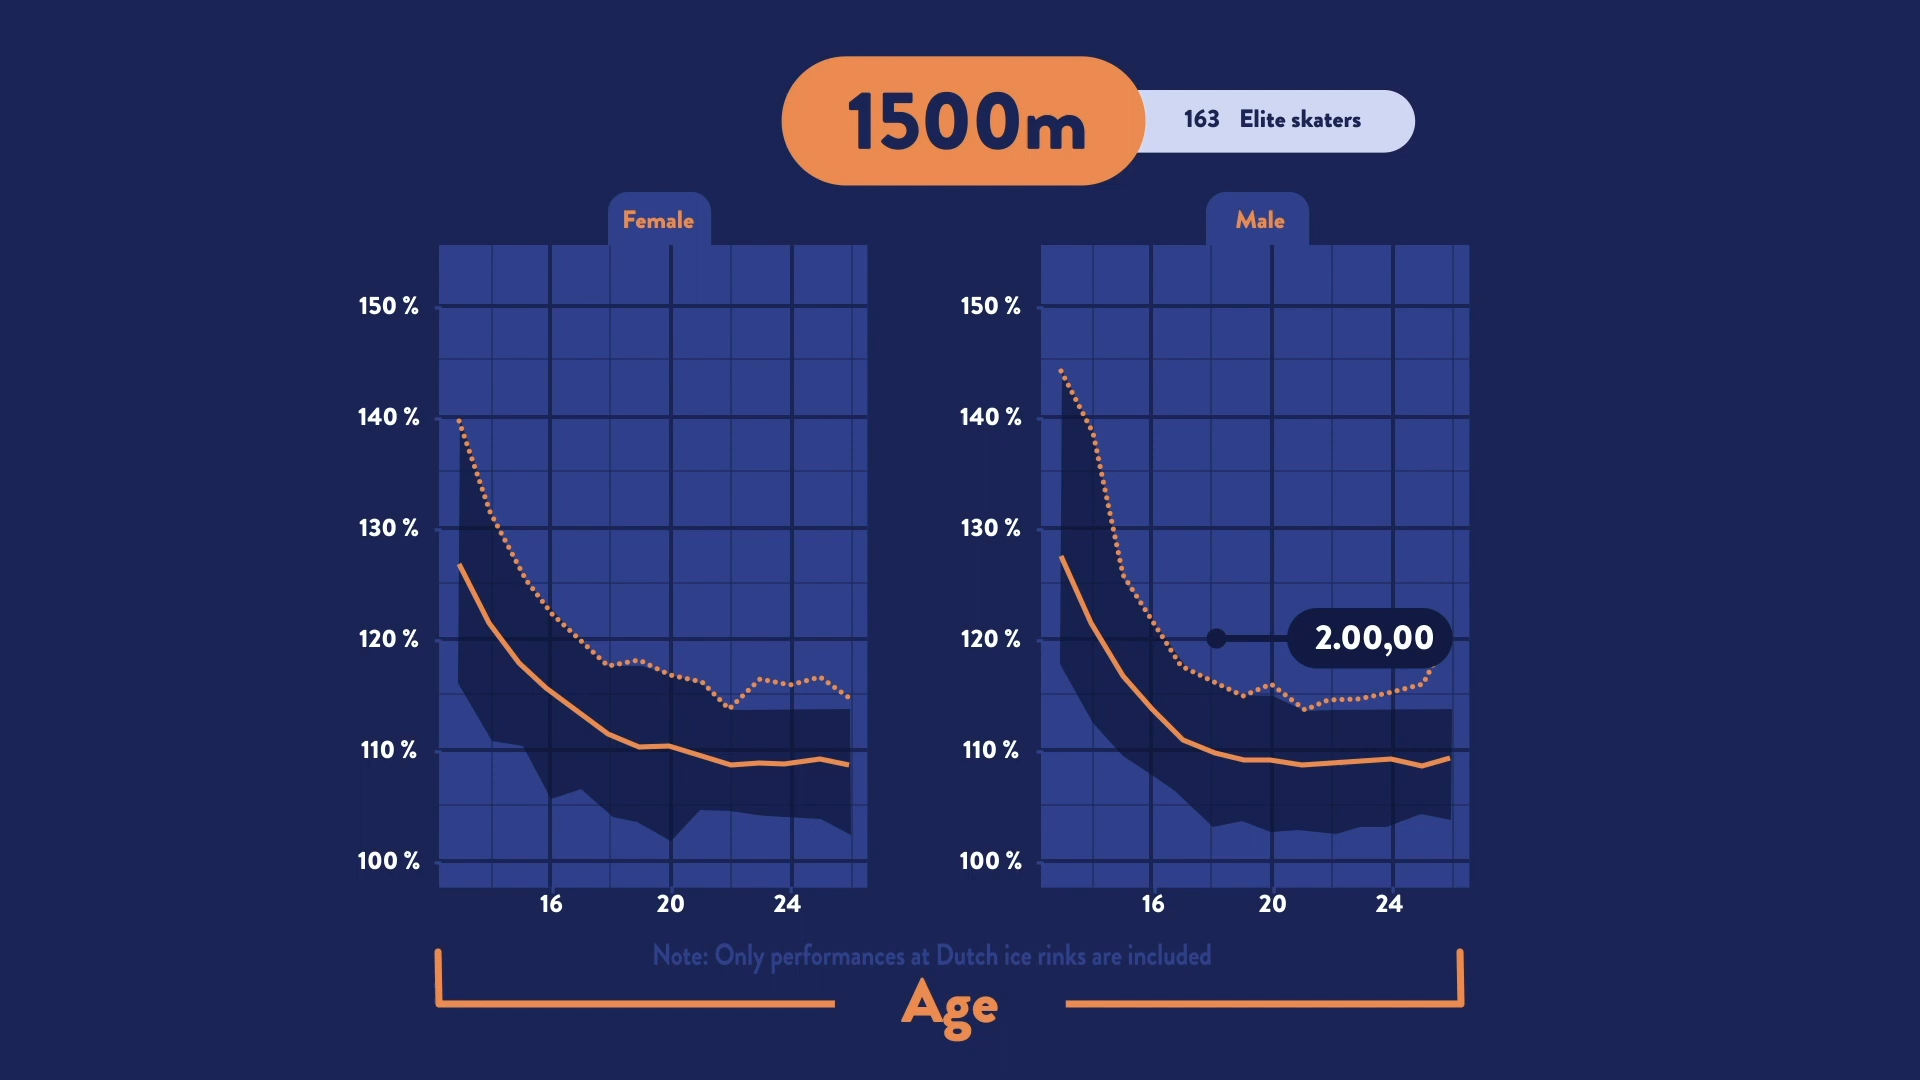 1500m
163 Elite skaters
Female
Male
150 %
140 %
130 %
120 %
110 %
100 %
16 20 24
150 %
140 %
130 %
120 %
110 %
100 %
2.00,00
16 20 24
Note: Only performances at Dutch ice rinks are included
Age